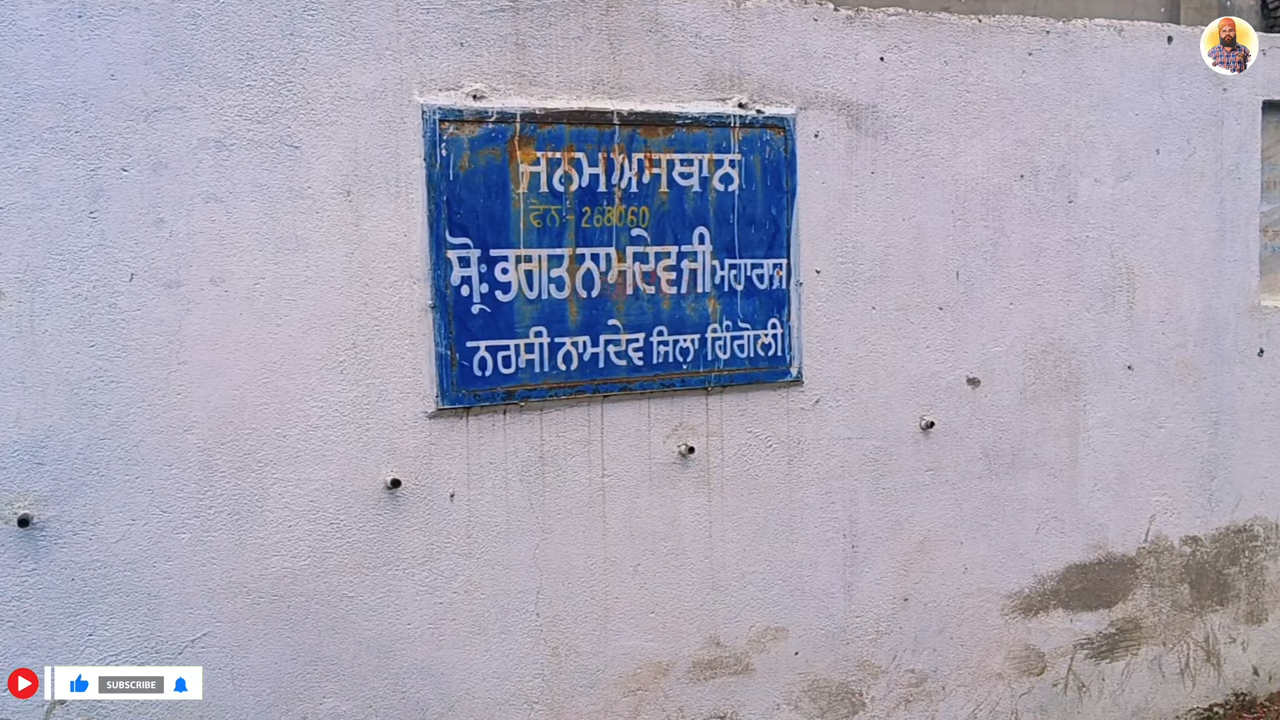 ਜਨਮ ਅਸਥਾਨ
ਫੋਨ:- 268060
ਸ਼੍ਰੋ: ਭਗਤ ਨਾਮਦੇਵ ਜੀ ਮਹਾਰਾਜ
ਨਰਸੀ ਨਾਮਦੇਵ ਜਿਲਾ ਹਿੰਗੋਲੀ
SUBSCRIBE